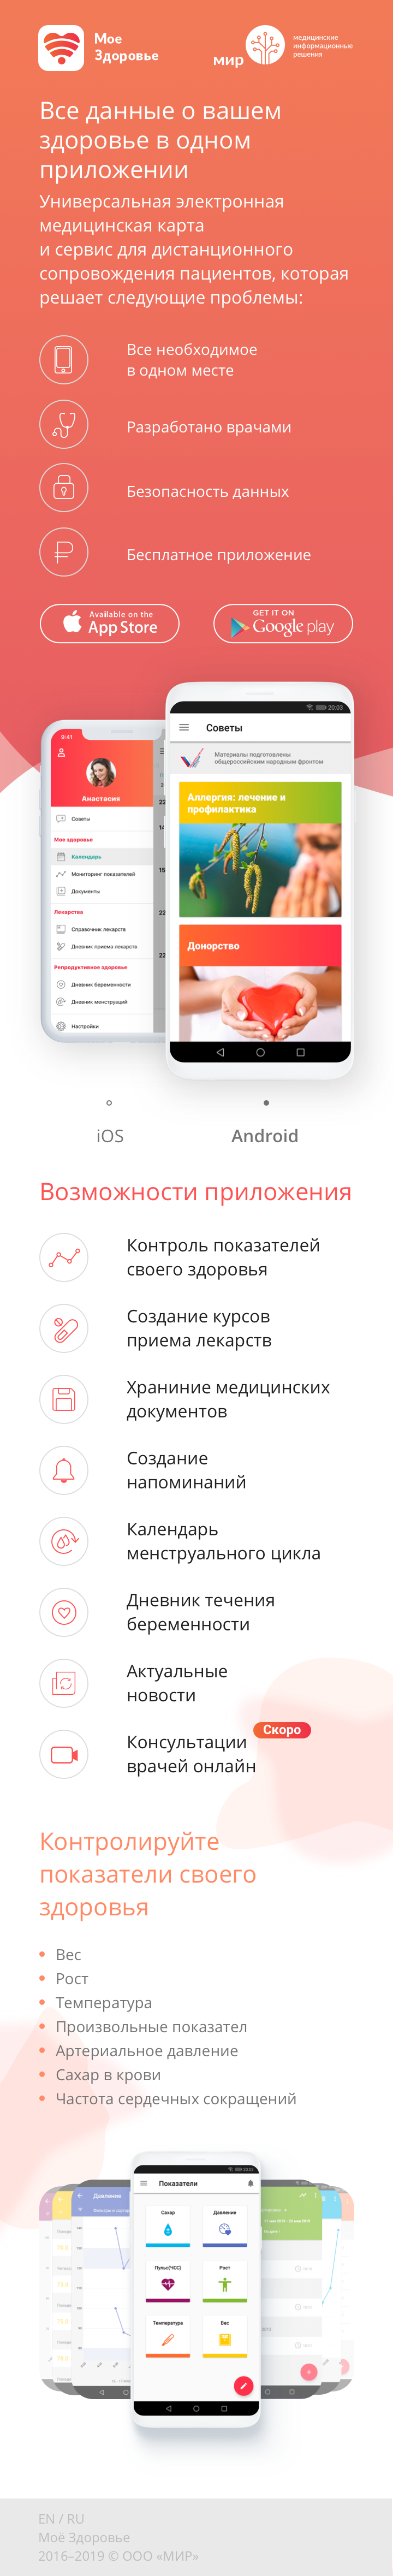 Мое
Здоровье
мир
медицинские
информационные
решения
Все данные о вашем
здоровье в одном
приложении
Универсальная электронная
медицинская карта
и сервис для дистанционного
сопровождения пациентов, которая
решает следующие проблемы:
Все необходимое
в одном месте
Разработано врачами
Безопасность данных
Бесплатное приложение
Available on the
App Store
GET IT ON
Google play
9:41
Анастасия
Советы
Мое здоровье
Календарь
Мониторинг показателей
Документы
Лекарства
Справочник лекарств
Дневник приема лекарств
Репродуктивное здоровье
Дневник беременности
Дневник менструаций
Настройки
22
14
15
22
22
20:03
Советы
Материалы подготовлены
общероссийским народным фронтом
Аллергия: лечение и
профилактика
Донорство
iOS
Android
Возможности приложения
Контроль показателей
своего здоровья
Создание курсов
приема лекарств
Храниние медицинских
документов
Создание
напоминаний
Календарь
менструального цикла
Дневник течения
беременности
Актуальные
новости
Скоро
Консультации
врачей онлайн
Контролируйте
показатели своего
здоровья
Вес
Рост
Температура
Произвольные показател
Артериальное давление
Сахар в крови
Частота сердечных сокращений
Давление
Показатели
Сахар
Давление
Пульс(ЧСС)
Рост
Температура
Вес
EN / RU
Моё Здоровье
2016–2019 © ООО «МИР»